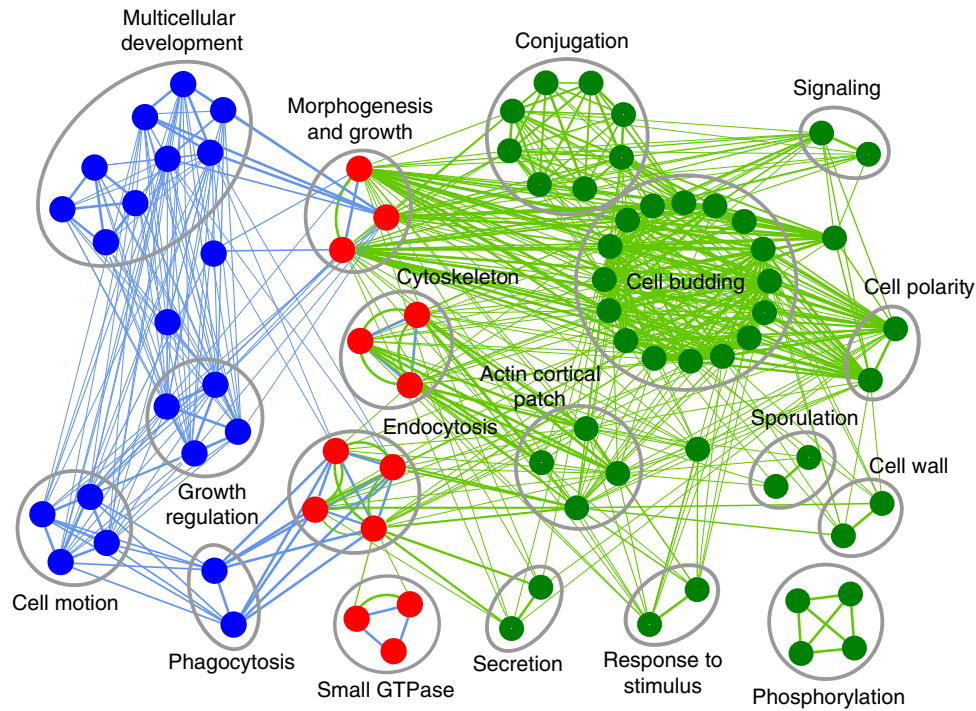 Multicellular
development
Morphogenesis
and growth
Conjugation
Signaling
Cytoskeleton
Cell budding
Cell polarity
Actin cortical
patch
Endocytosis
Sporulation
Cell wall
Growth
regulation
Cell motion
Phagocytosis
Small GTPase
Secretion
Response to
stimulus
Phosphorylation